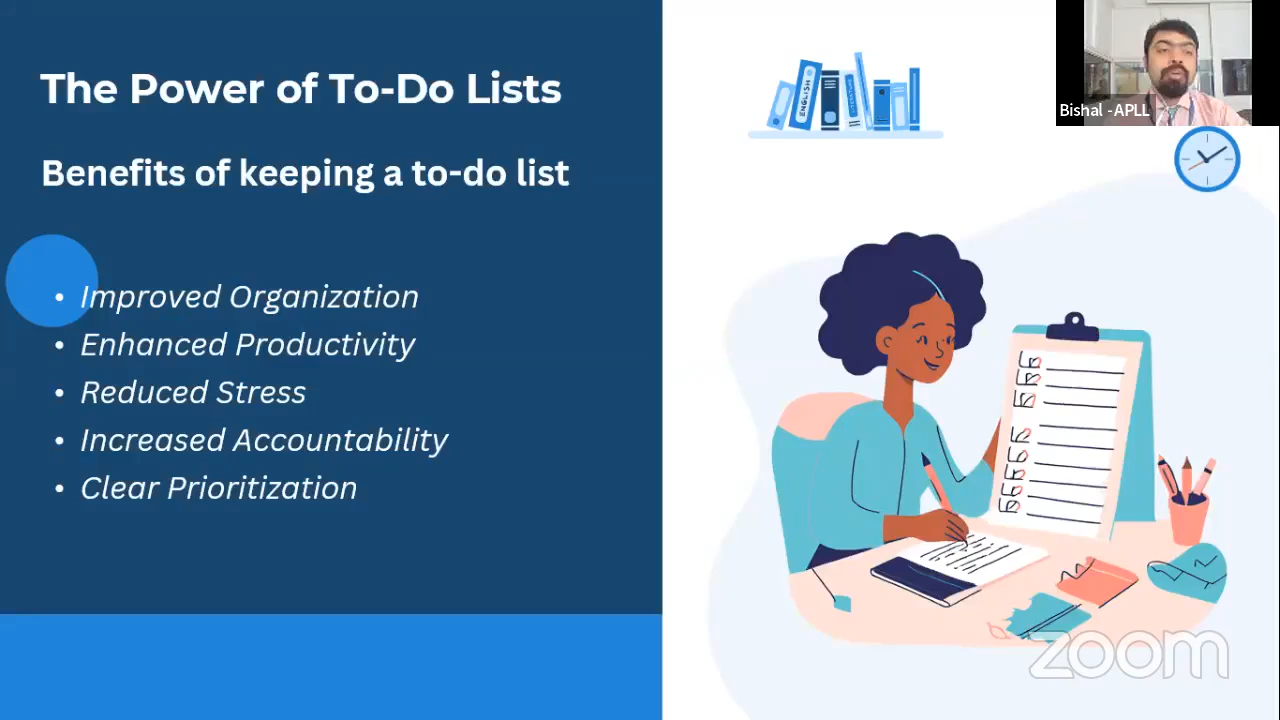 The Power of To-Do Lists
Benefits of keeping a to-do list
• Improved Organization
• Enhanced Productivity
• Reduced Stress
• Increased Accountability
• Clear Prioritization
ENGLISH
Bishal -APLL
zoom